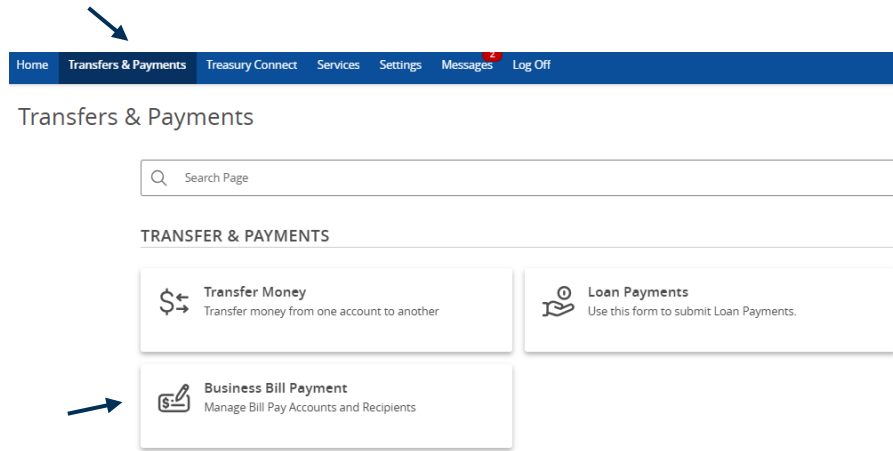 2
Home Transfers & Payments Treasury Connect Services Settings Messages Log Off
Transfers & Payments
Search Page
TRANSFER & PAYMENTS
Transfer Money
Transfer money from one account to another
Loan Payments
Use this form to submit Loan Payments.
Business Bill Payment
Manage Bill Pay Accounts and Recipients